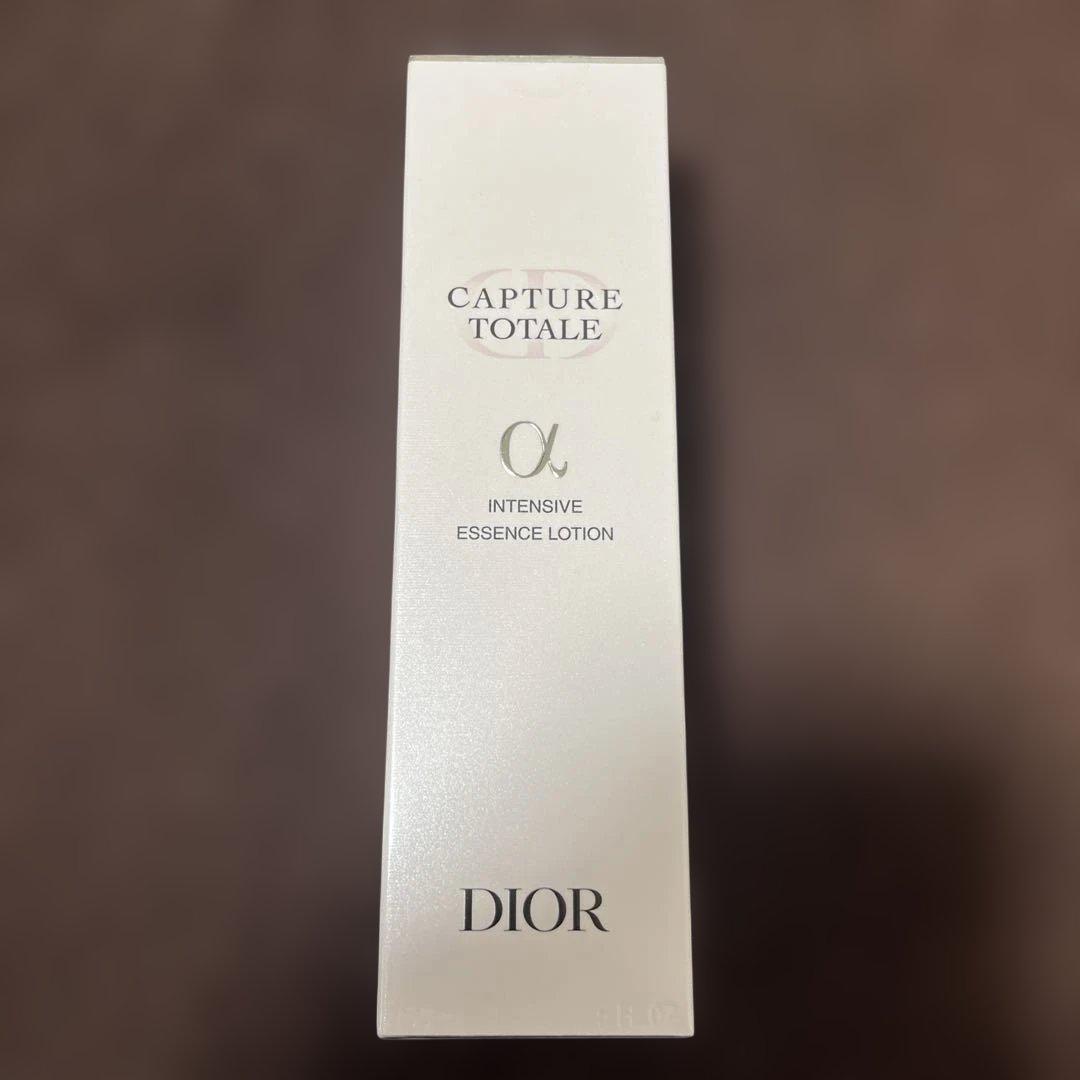 CAPTURE
TOTALE
α
INTENSIVE
ESSENCE LOTION
DIOR